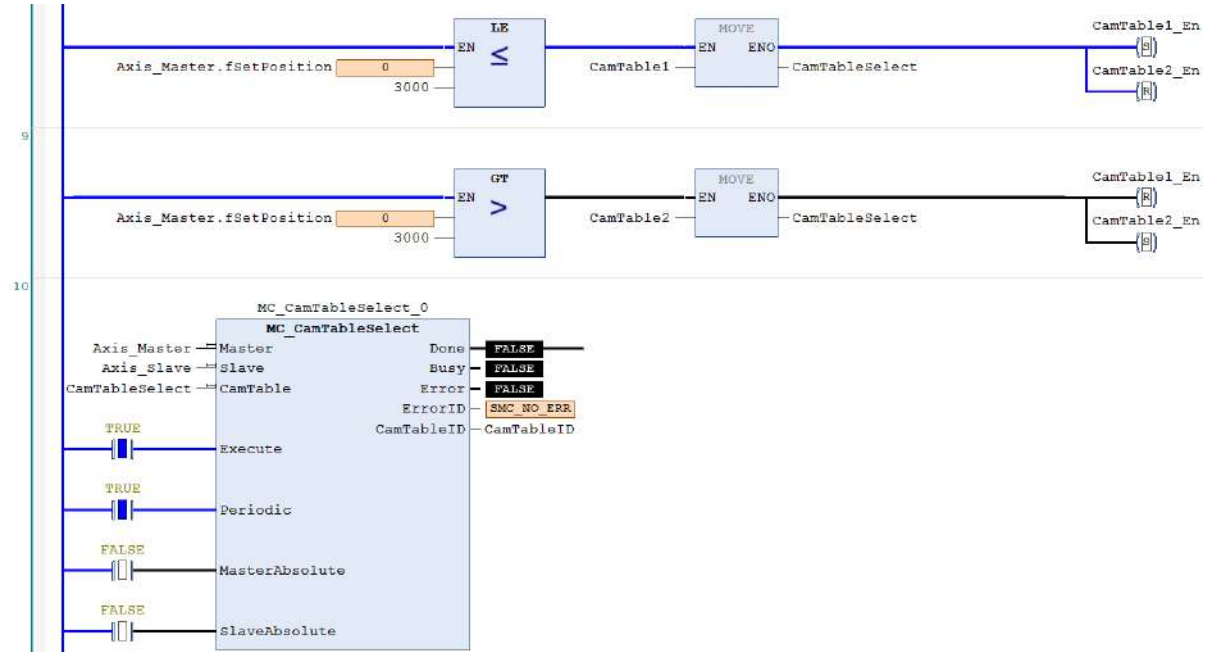 CamTable1_En
LE
MOVE
EN
EN ENO
S
≤
Axis_Master.fSetPosition 0
CamTable1
CamTableSelect
CamTable2_En
3000
R
9
CamTable1_En
GT
MOVE
EN
EN ENO
R
>
Axis_Master.fSetPosition 0
CamTable2
CamTableSelect
CamTable2_En
3000
S
10
MC_CamTableSelect_0
MC_CamTableSelect
Axis_Master Master Done FALSE
Axis_Slave Slave Busy FALSE
CamTableSelect CamTable Error FALSE
ErrorID SMC_NO_ERR
TRUE
CamTableID CamTableID
Execute
TRUE
Periodic
FALSE
MasterAbsolute
FALSE
SlaveAbsolute